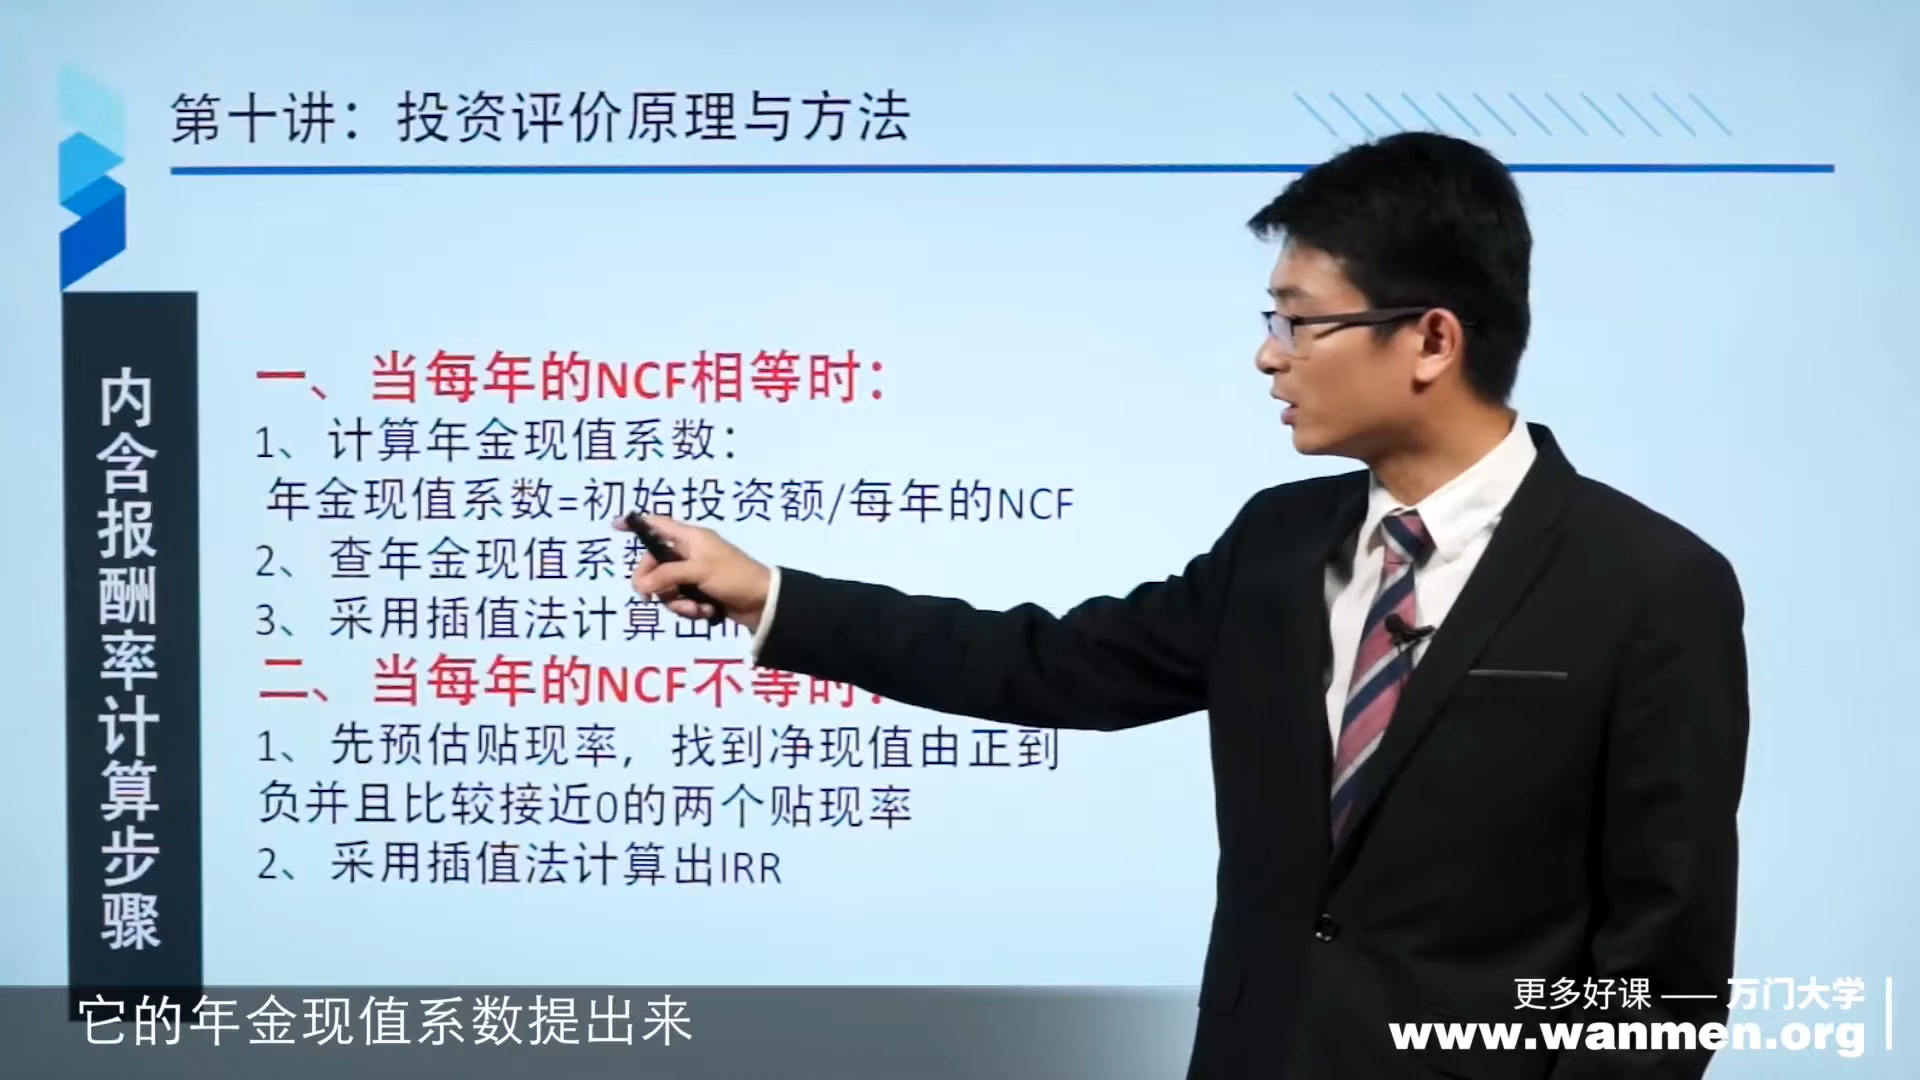 第十讲：投资评价原理与方法
内含报酬率计算步骤
一、当每年的NCF相等时：
1、计算年金现值系数：
年金现值系数=初始投资额/每年的NCF
2、查年金现值系数
3、采用插值法计算出IR
二、当每年的NCF不等时：
1、先预估贴现率，找到净现值由正到
负并且比较接近0的两个贴现率
2、采用插值法计算出IRR
它的年金现值系数提出来
更多好课 —— 万门大学
www.wanmen.org